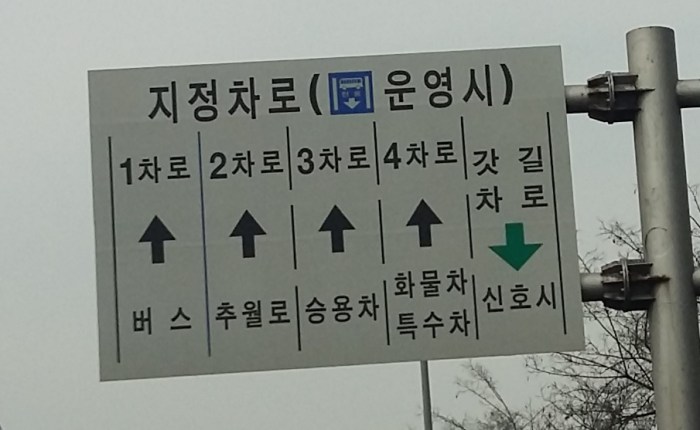 지정차로( 전용 운영시)
1차로 2차로 3차로 4차로 갓길
차로
버스 추월로 승용차 화물차
특수차 신호시